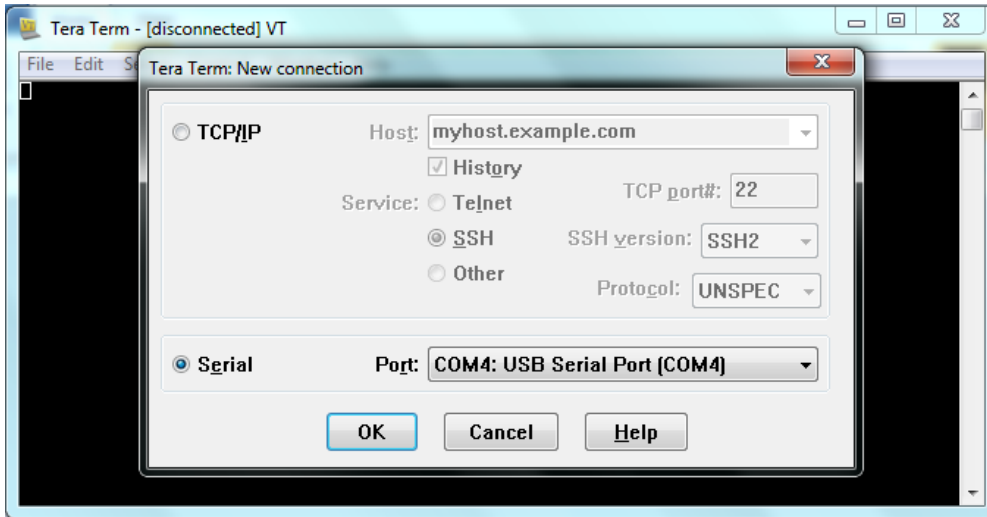 Tera Term - [disconnected] VT
File Edit
Tera Term: New connection
TCP/IP Host: myhost.example.com
History
Service: Telnet TCP port#: 22
SSH SSH version: SSH2
Other Protocol: UNSPEC
Serial Port: COM4: USB Serial Port (COM4)
OK Cancel Help